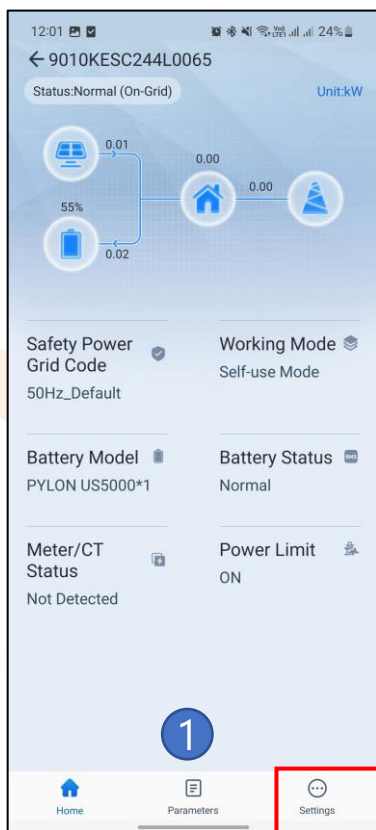 12:01 24%
9010KESC244L0065
Status:Normal (On-Grid) Unit:kW
0.01
0.00
0.00
55%
0.02
Safety Power
Grid Code
50Hz_Default
Working Mode
Self-use Mode
Battery Model
PYLON US5000*1
Battery Status
Normal
Meter/CT
Status
Not Detected
Power Limit
ON
1
Home Parameters Settings